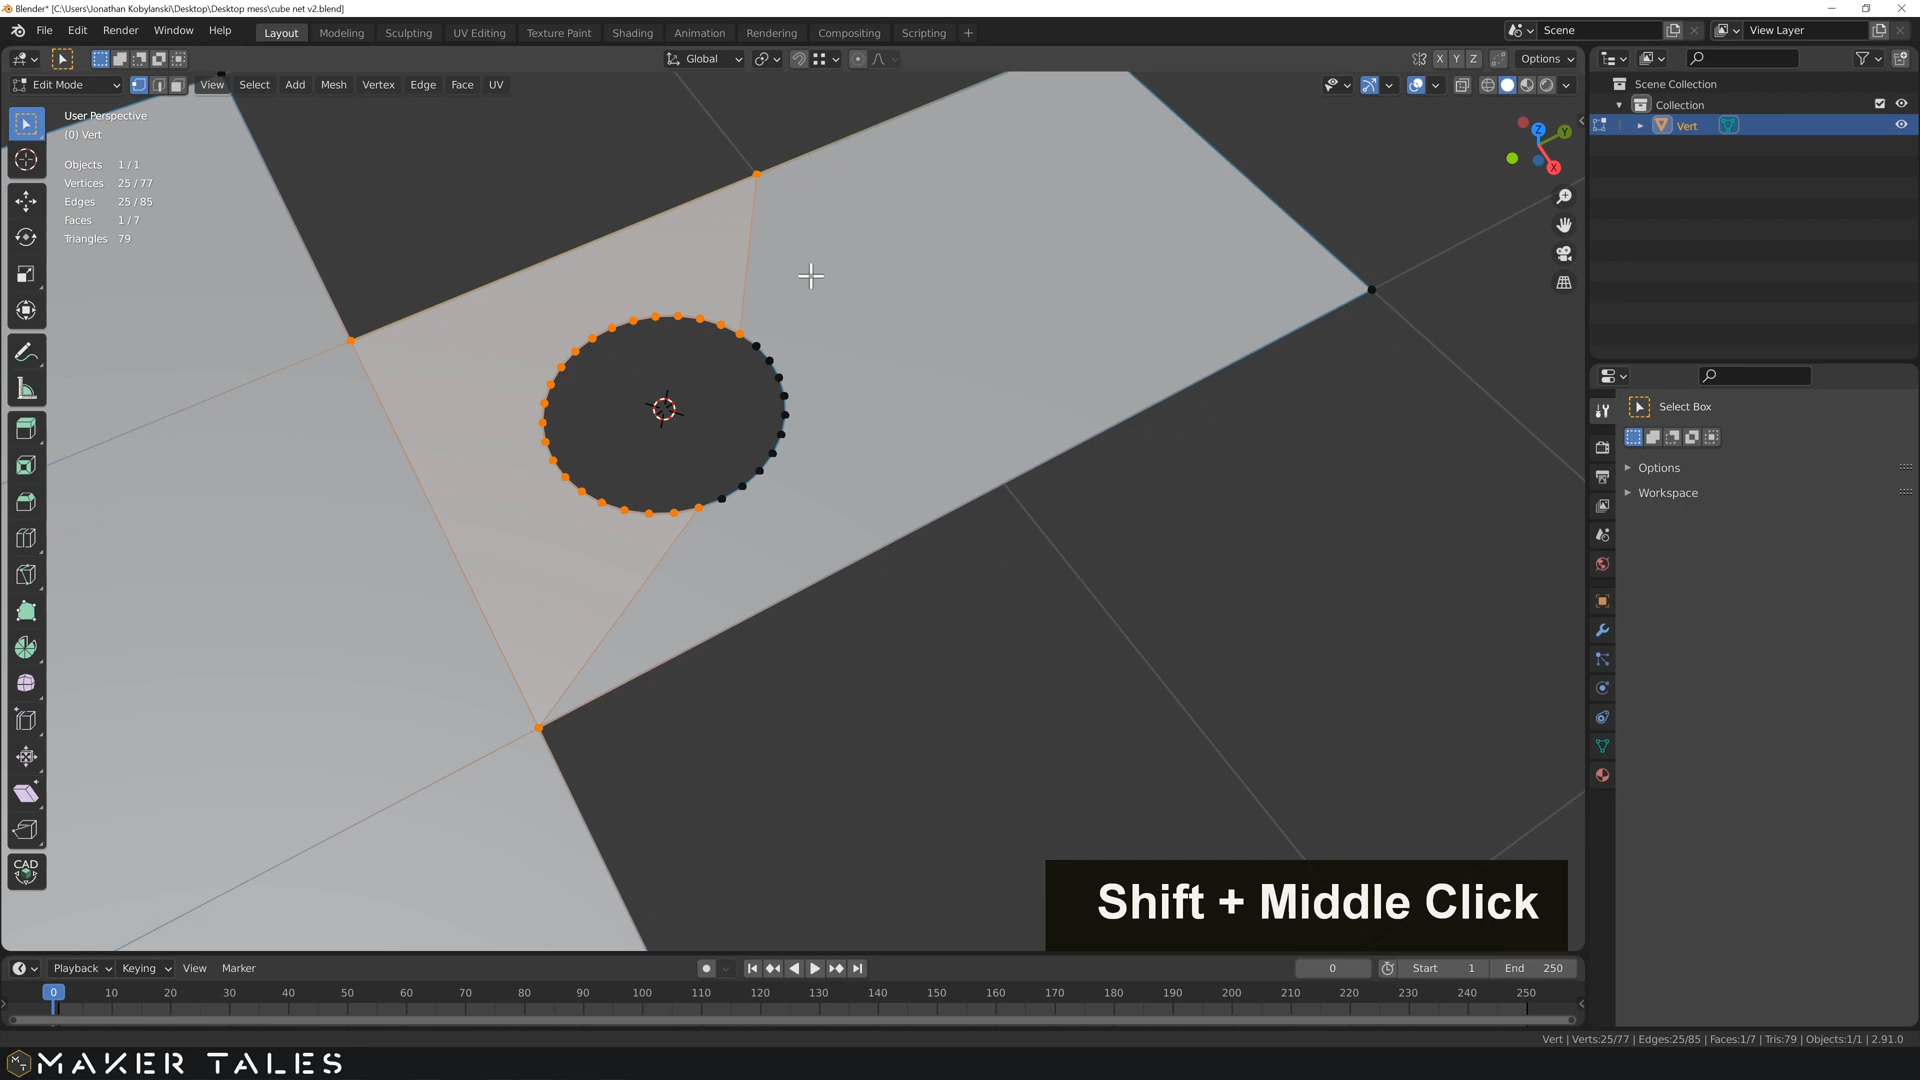 Blender* [C:\Users\Jonathan Kobylanski\Desktop\Desktop mess\cube net v2.blend]
File Edit Render Window Help Layout Modeling Sculpting UV Editing Texture Paint Shading Animation Rendering Compositing Scripting + Scene View Layer
Global X Y Z Options
Edit Mode View Select Add Mesh Vertex Edge Face UV
Scene Collection
Collection
Vert
User Perspective
(0) Vert
Objects 1 / 1
Vertices 25 / 77
Edges 25 / 85
Faces 1 / 7
Triangles 79
Z Y X
Select Box
Options
Workspace
CAD
Shift + Middle Click
Playback Keying View Marker 0 Start 1 End 250
0 10 20 30 40 50 60 70 80 90 100 110 120 130 140 150 160 170 180 190 200 210 220 230 240 250
Vert | Verts:25/77 | Edges:25/85 | Faces:1/7 | Tris:79 | Objects:1/1 | 2.91.0
MAKER TALES